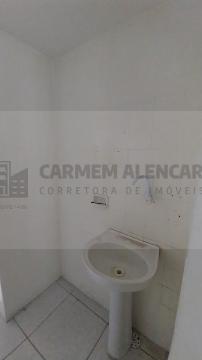 CARMEM ALENCAR
CORRETORA DE IMÓVEIS